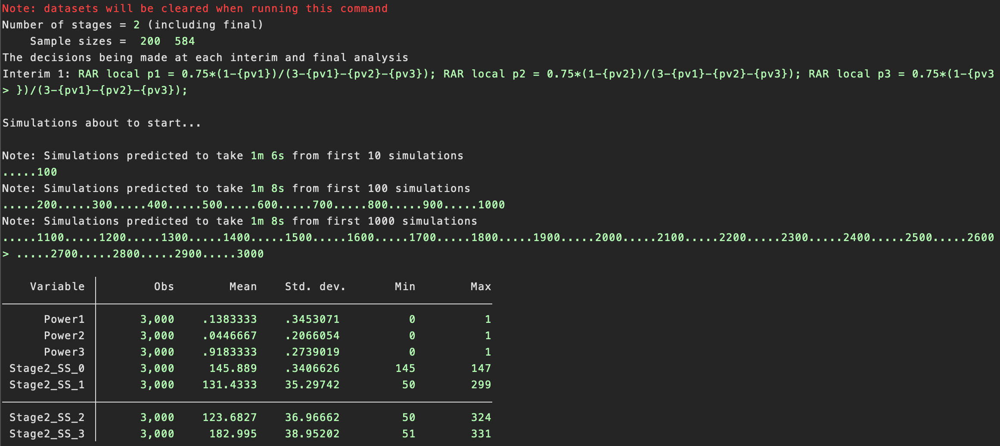 Note: datasets will be cleared when running this command
Number of stages = 2 (including final)
Sample sizes =  200  584
The decisions being made at each interim and final analysis
Interim 1: RAR local p1 = 0.75*(1-{pv1})/(3-{pv1}-{pv2}-{pv3}); RAR local p2 = 0.75*(1-{pv2})/(3-{pv1}-{pv2}-{pv3}); RAR local p3 = 0.75*(1-{pv3
> })/(3-{pv1}-{pv2}-{pv3});
Simulations about to start...
Note: Simulations predicted to take 1m 6s from first 10 simulations
.....100
Note: Simulations predicted to take 1m 8s from first 100 simulations
.....200.....300.....400.....500.....600.....700.....800.....900.....1000
Note: Simulations predicted to take 1m 8s from first 1000 simulations
.....1100.....1200.....1300.....1400.....1500.....1600.....1700.....1800.....1900.....2000.....2100.....2200.....2300.....2400.....2500.....2600
> .....2700.....2800.....2900.....3000
Variable | Obs Mean Std. dev. Min Max
Power1 | 3,000 .1383333 .3453071 0 1
Power2 | 3,000 .0446667 .2066054 0 1
Power3 | 3,000 .9183333 .2739019 0 1
Stage2_SS_0 | 3,000 145.889 .3406626 145 147
Stage2_SS_1 | 3,000 131.4333 35.29742 50 299
Stage2_SS_2 | 3,000 123.6827 36.96662 50 324
Stage2_SS_3 | 3,000 182.995 38.95202 51 331